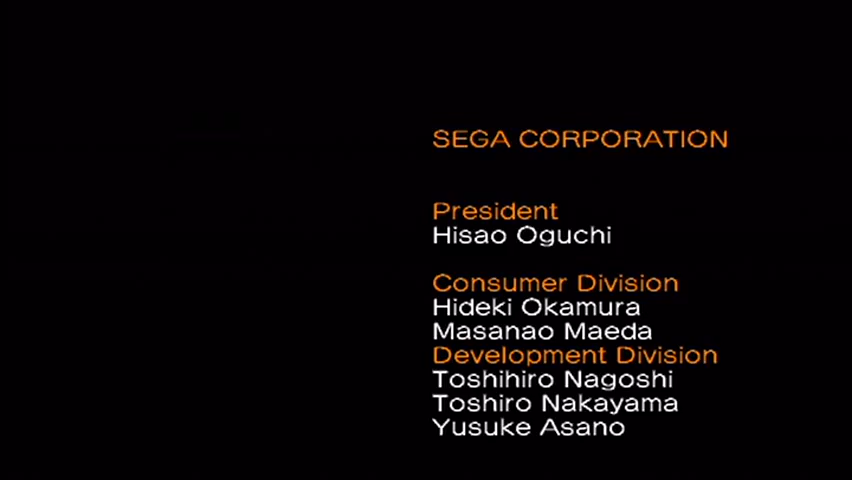 SEGA CORPORATION
President
Hisao Oguchi
Consumer Division
Hideki Okamura
Masanao Maeda
Development Division
Toshihiro Nagoshi
Toshiro Nakayama
Yusuke Asano